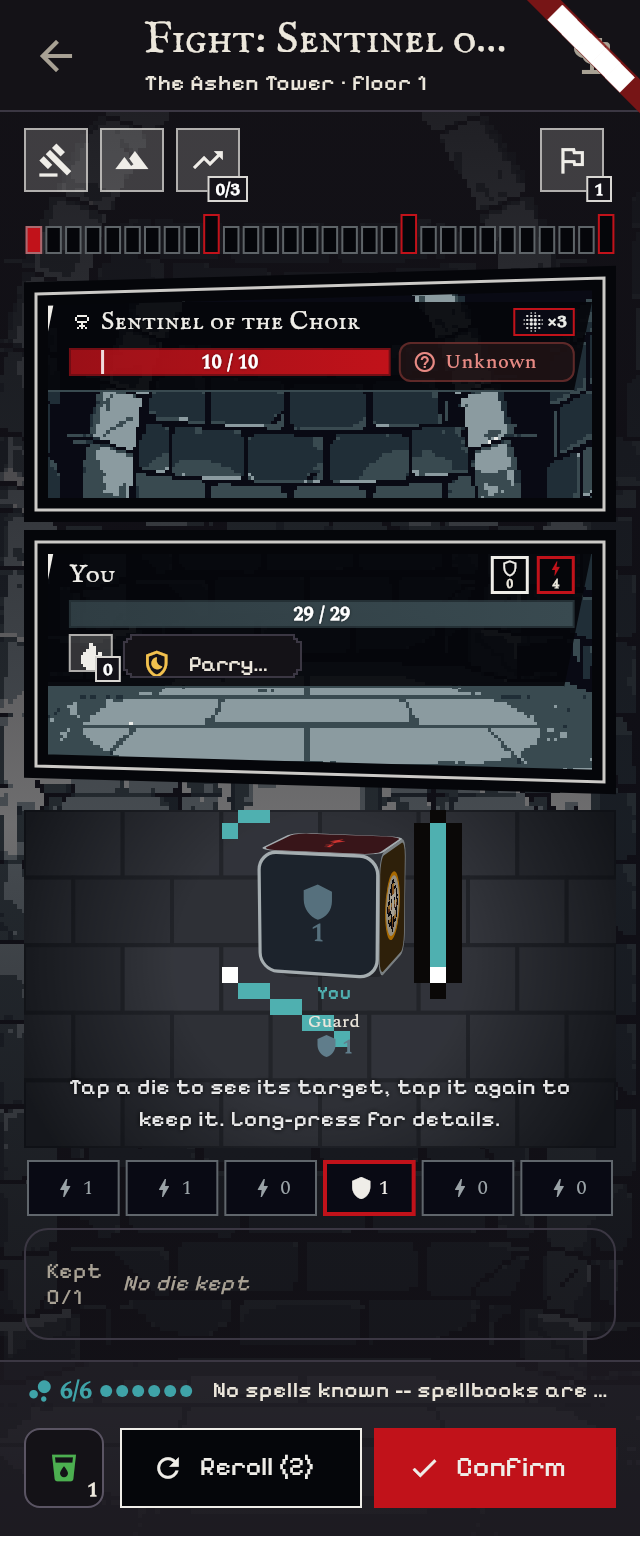 Fight: Sentinel o...
The Ashen Tower · Floor 1
0/3
1
Sentinel of the Choir
×3
10 / 10
Unknown
You
0
4
29 / 29
0
Parry...
1
You
Guard
1
Tap a die to see its target, tap it again to
keep it. Long-press for details.
1 1 0 1 0 0
Kept
0/1
No die kept
6/6
No spells known -- spellbooks are ...
1
Reroll (2)
Confirm